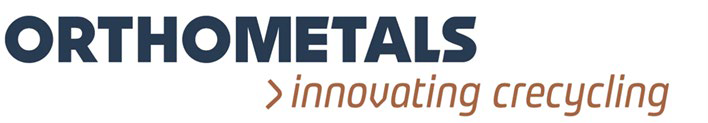 ORTHOMETALS
> innovating crecycling